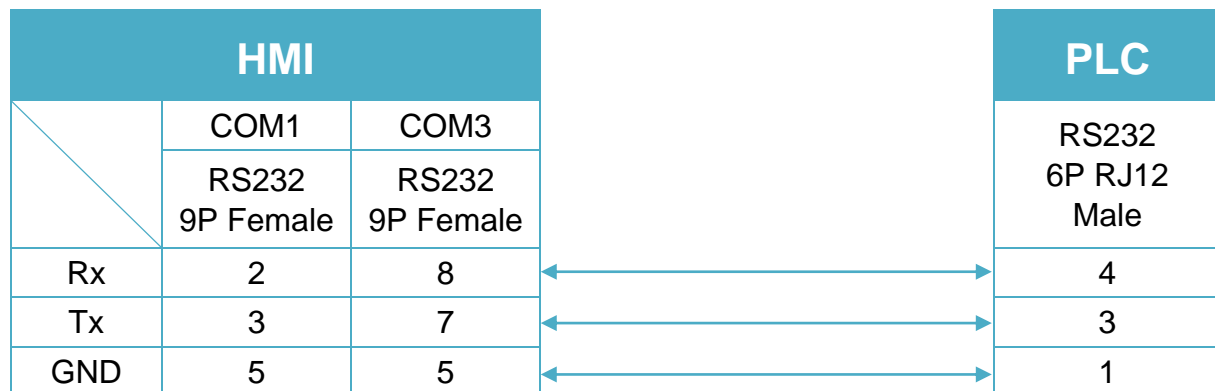 HMI PLC
COM1 COM3
RS232
9P Female
RS232
9P Female
RS232
6P RJ12
Male
Rx 2 8 4
Tx 3 7 3
GND 5 5 1